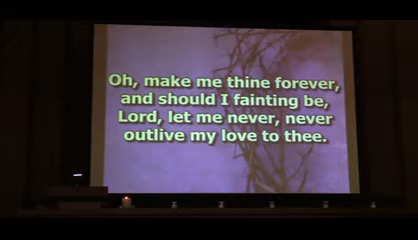 Oh, make me thine forever,
and should I fainting be,
Lord, let me never, never
outlive my love to thee.